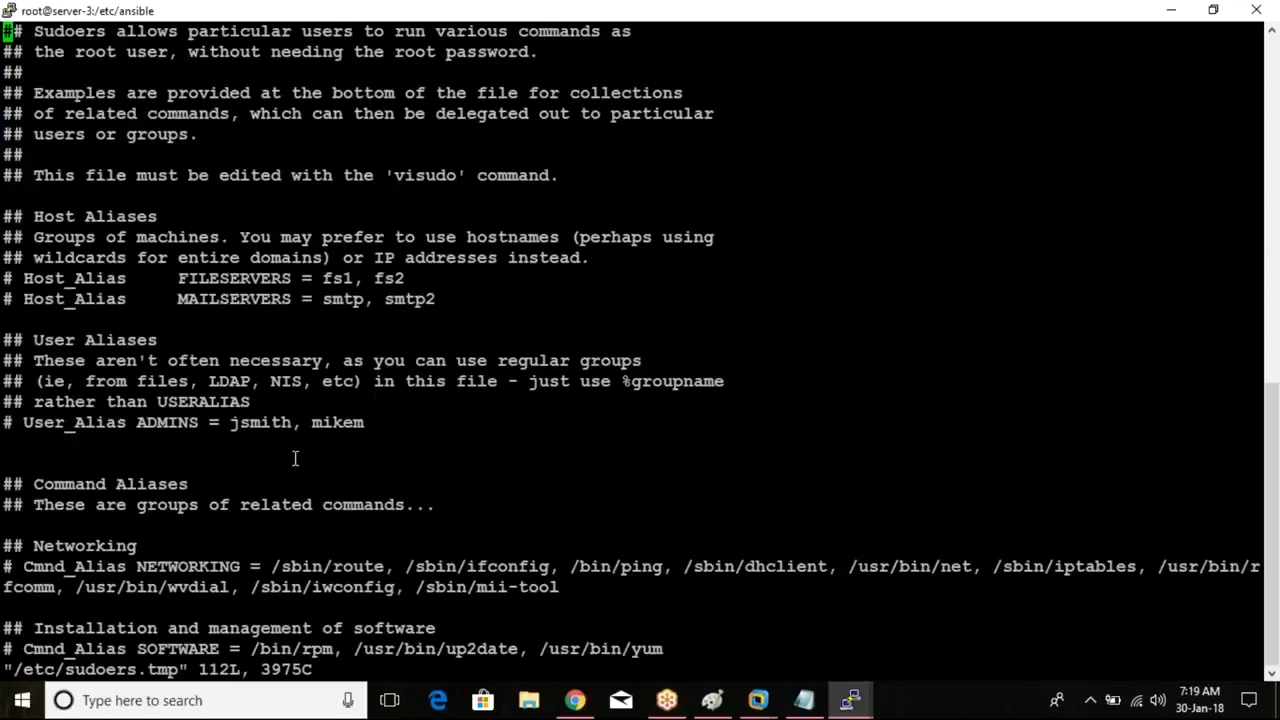 root@server-3:/etc/ansible
## Sudoers allows particular users to run various commands as
## the root user, without needing the root password.
##
## Examples are provided at the bottom of the file for collections
## of related commands, which can then be delegated out to particular
## users or groups.
##
## This file must be edited with the 'visudo' command.
## Host Aliases
## Groups of machines. You may prefer to use hostnames (perhaps using
## wildcards for entire domains) or IP addresses instead.
# Host_Alias     FILESERVERS = fs1, fs2
# Host_Alias     MAILSERVERS = smtp, smtp2
## User Aliases
## These aren't often necessary, as you can use regular groups
## (ie, from files, LDAP, NIS, etc) in this file - just use %groupname
## rather than USERALIAS
# User_Alias ADMINS = jsmith, mikem
## Command Aliases
## These are groups of related commands...
## Networking
# Cmnd_Alias NETWORKING = /sbin/route, /sbin/ifconfig, /bin/ping, /sbin/dhclient, /usr/bin/net, /sbin/iptables, /usr/bin/r
fcomm, /usr/bin/wvdial, /sbin/iwconfig, /sbin/mii-tool
## Installation and management of software
# Cmnd_Alias SOFTWARE = /bin/rpm, /usr/bin/up2date, /usr/bin/yum
"/etc/sudoers.tmp" 112L, 3975C
Type here to search
7:19 AM
30-Jan-18